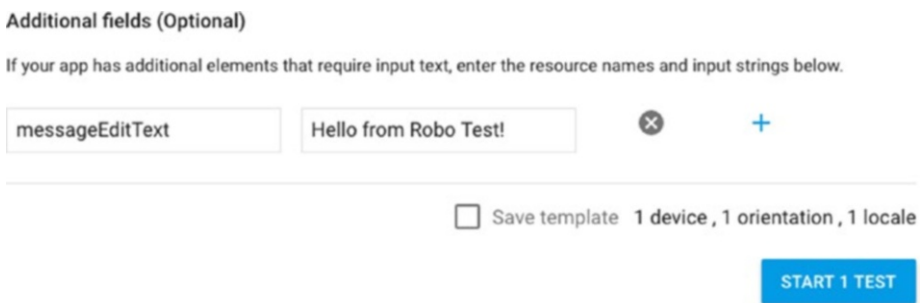 Additional fields (Optional)
If your app has additional elements that require input text, enter the resource names and input strings below.
messageEditText Hello from Robo Test!
Save template 1 device , 1 orientation , 1 locale
START 1 TEST